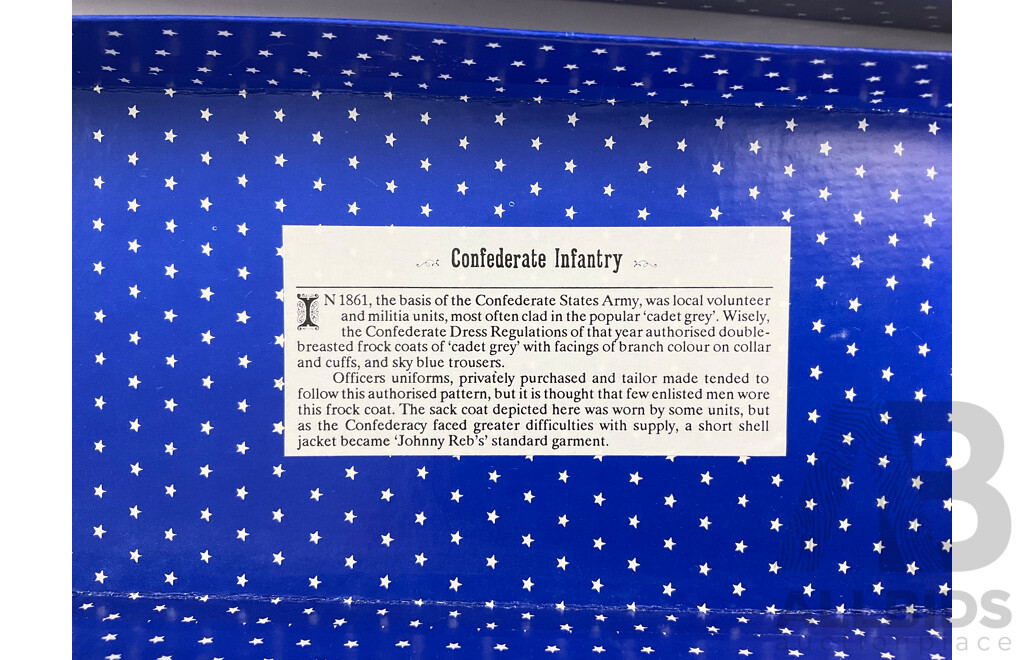 Confederate Infantry
IN 1861, the basis of the Confederate States Army, was local volunteer
and militia units, most often clad in the popular ‘cadet grey’. Wisely,
the Confederate Dress Regulations of that year authorised double-
breasted frock coats of ‘cadet grey’ with facings of branch colour on collar
and cuffs, and sky blue trousers.
Officers uniforms, privately purchased and tailor made tended to
follow this authorised pattern, but it is thought that few enlisted men wore
this frock coat. The sack coat depicted here was worn by some units, but
as the Confederacy faced greater difficulties with supply, a short shell
jacket became ‘Johnny Reb's’ standard garment.
AB
ALLBIDS
auctionplace